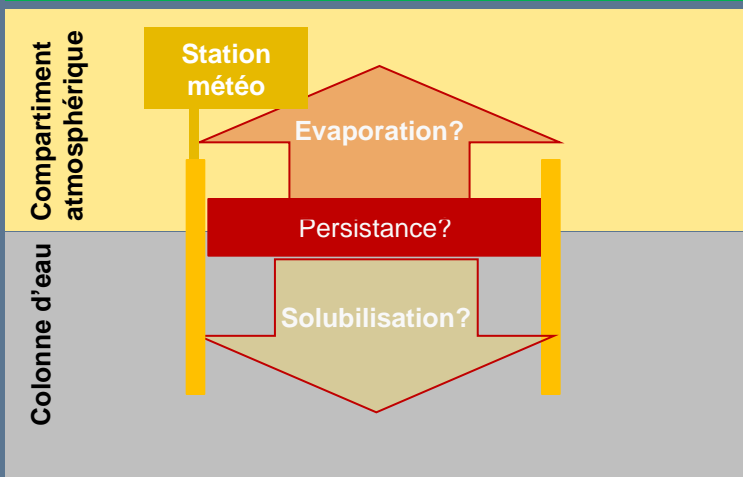 Compartiment
atmosphérique
Station
météo
Evaporation?
Persistance?
Colonne d'eau
Solubilisation?